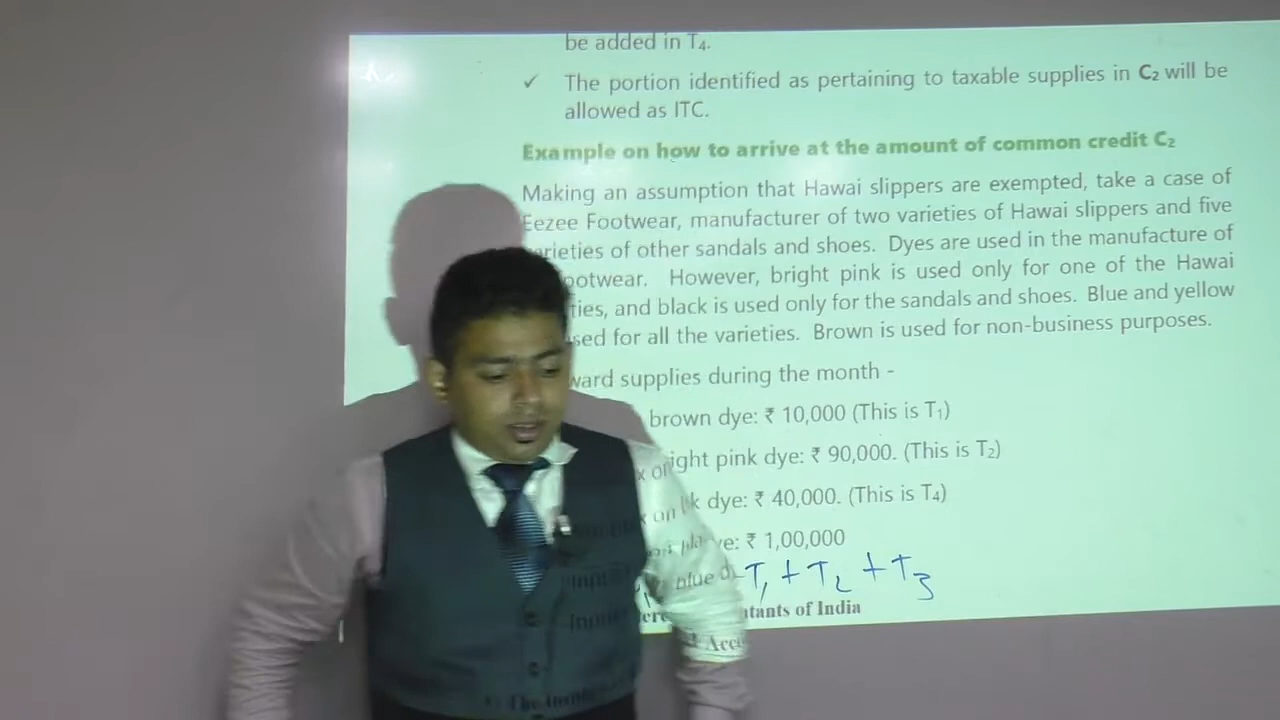 be added in T₄.
✓ The portion identified as pertaining to taxable supplies in C₂ will be
allowed as ITC.
Example on how to arrive at the amount of common credit C₂
Making an assumption that Hawai slippers are exempted, take a case of
Eezee Footwear, manufacturer of two varieties of Hawai slippers and five
rieties of other sandals and shoes. Dyes are used in the manufacture of
ootwear. However, bright pink is used only for one of the Hawai
ties, and black is used only for the sandals and shoes. Blue and yellow
sed for all the varieties. Brown is used for non-business purposes.
ward supplies during the month -
brown dye: ₹ 10,000 (This is T₁)
x on ight pink dye: ₹ 90,000. (This is T₂)
x on k dye: ₹ 40,000. (This is T₄)
ye: ₹ 1,00,000
blue d T₁ + T₂ + T₃
tants of India